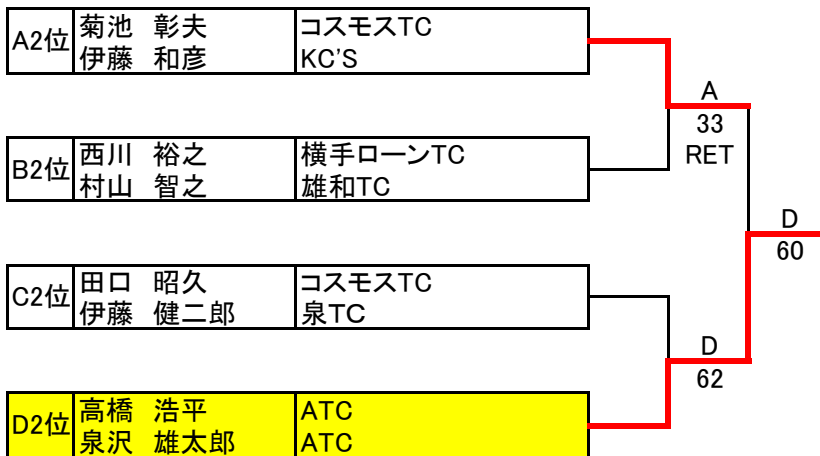 A2位 菊池 彰夫 コスモスTC
伊藤 和彦 KC'S
A
33
RET
B2位 西川 裕之 横手ローンTC
村山 智之 雄和TC
D
60
C2位 田口 昭久 コスモスTC
伊藤 健二郎 泉TC
D
62
D2位 高橋 浩平 ATC
泉沢 雄太郎 ATC